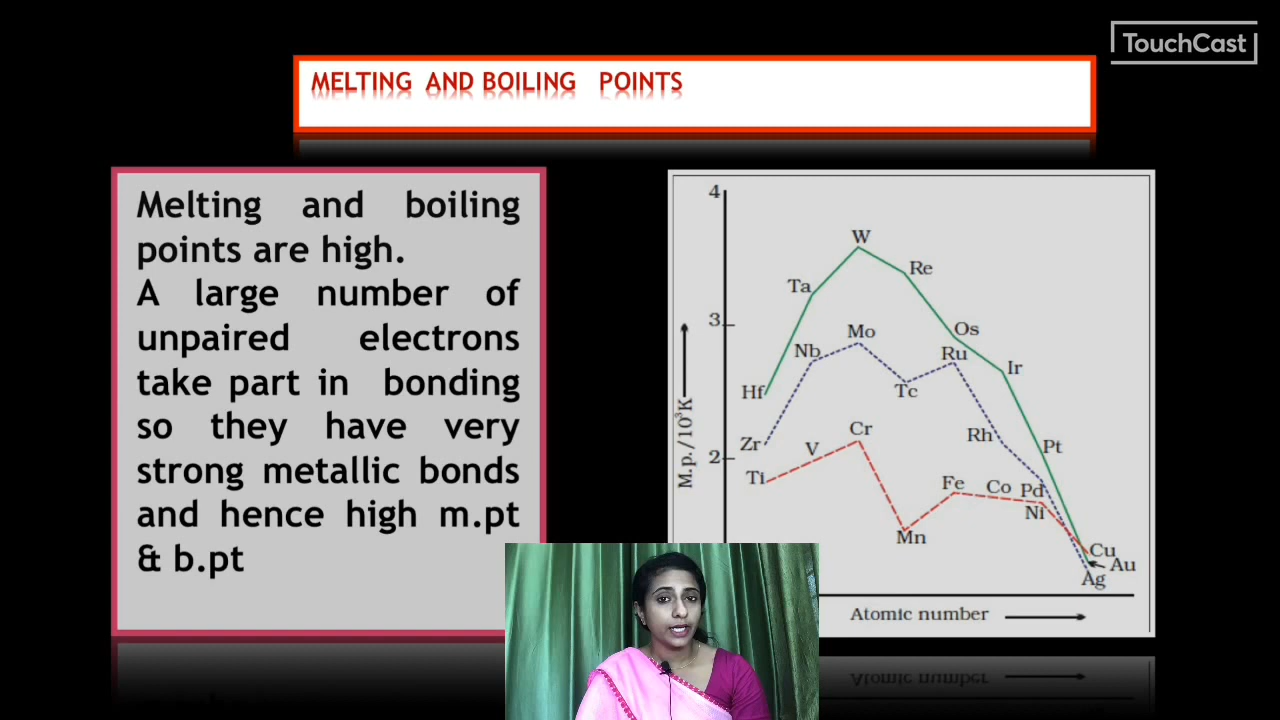 TouchCast
MELTING AND BOILING POINTS
Melting and boiling
points are high.
A large number of
unpaired electrons
take part in bonding
so they have very
strong metallic bonds
and hence high m.pt
& b.pt
4
W
Re
Ta
3
Os
Mo
Nb
Ru
Ir
Hf
Tc
M.p./10³K
Cr
Rh
Zr
V
Pt
2
Ti
Fe
Co
Pd
Ni
Mn
Cu
Au
Ag
Atomic number